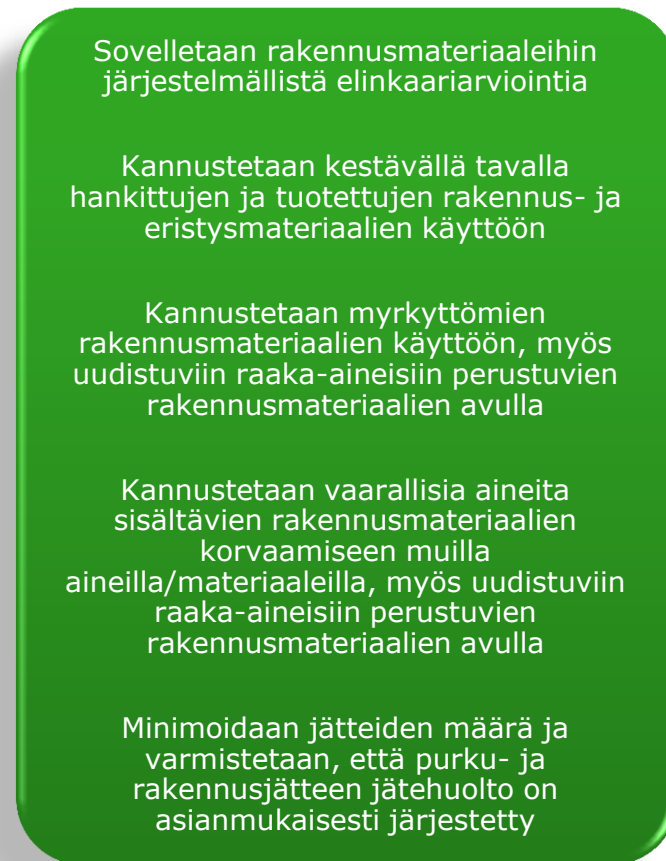 Sovelletaan rakennusmateriaaleihin
järjestelmällistä elinkaariarviointia
Kannustetaan kestävällä tavalla
hankittujen ja tuotettujen rakennus- ja
eristysmateriaalien käyttöön
Kannustetaan myrkyttömien
rakennusmateriaalien käyttöön, myös
uudistuviin raaka-aineisiin perustuvien
rakennusmateriaalien avulla
Kannustetaan vaarallisia aineita
sisältävien rakennusmateriaalien
korvaamiseen muilla
aineilla/materiaaleilla, myös uudistuviin
raaka-aineisiin perustuvien
rakennusmateriaalien avulla
Minimoidaan jätteiden määrä ja
varmistetaan, että purku- ja
rakennusjätteen jätehuolto on
asianmukaisesti järjestetty